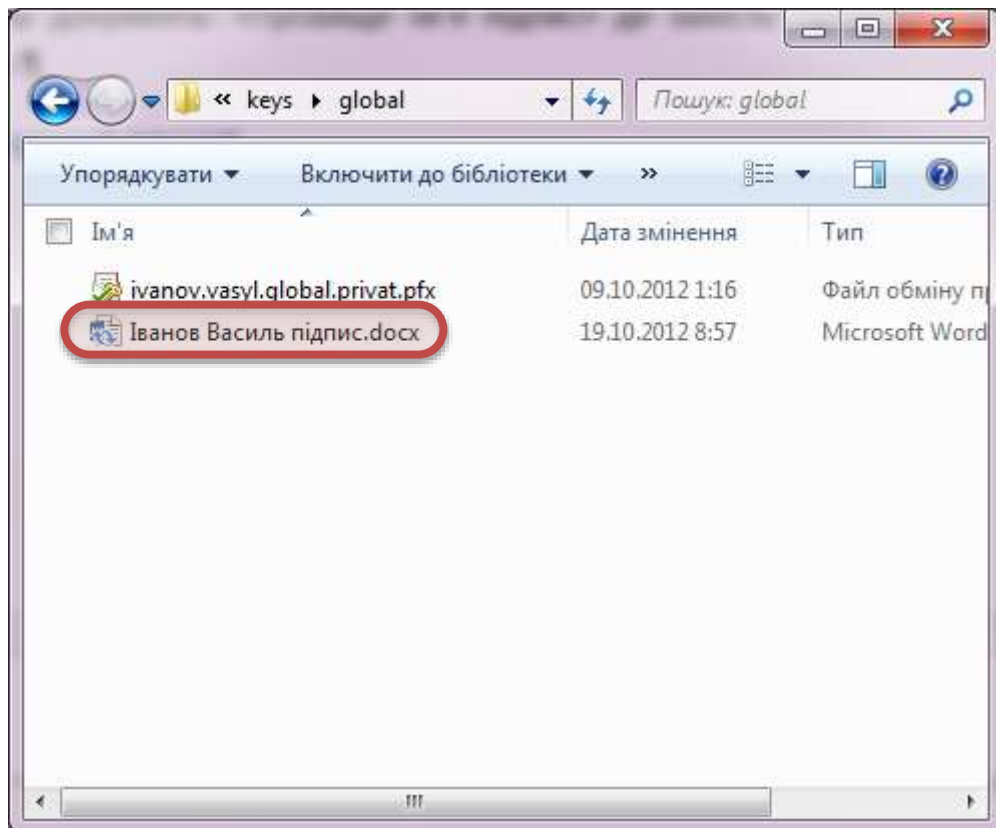 « keys ▸ global
Пошук: global
Упорядкувати
Включити до бібліотеки
»
Ім'я
Дата змінення
Тип
ivanov.vasyl.global.privat.pfx
09.10.2012 1:16
Файл обміну
Іванов Василь підпис.docx
19.10.2012 8:57
Microsoft Word